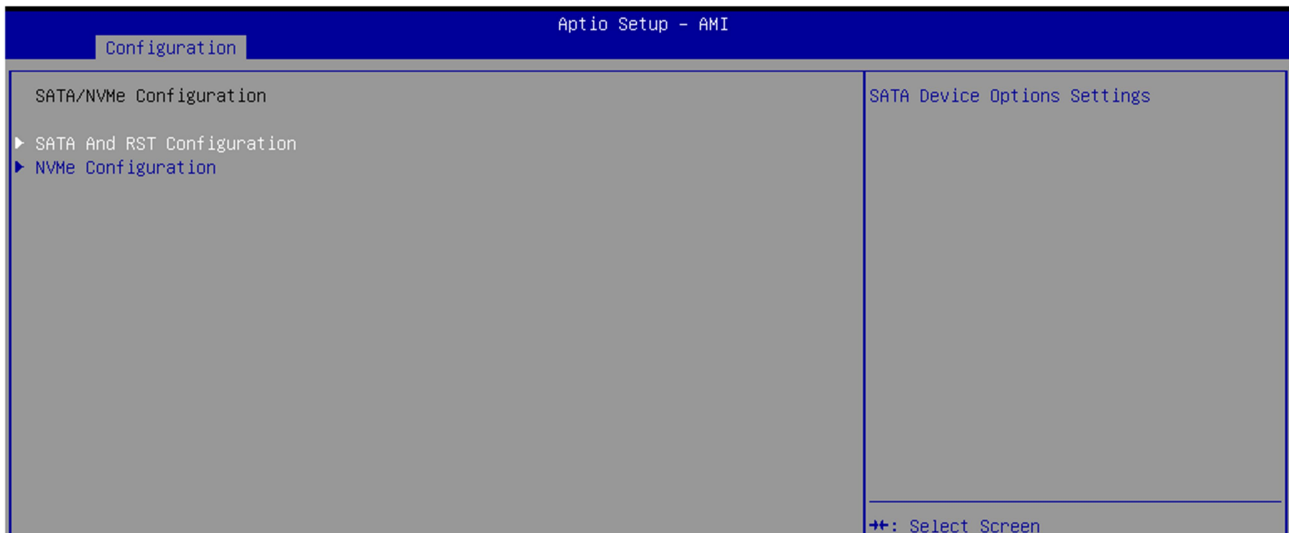 Aptio Setup – AMI
Configuration
SATA/NVMe Configuration
SATA Device Options Settings
▶ SATA And RST Configuration
▶ NVMe Configuration
→←: Select Screen